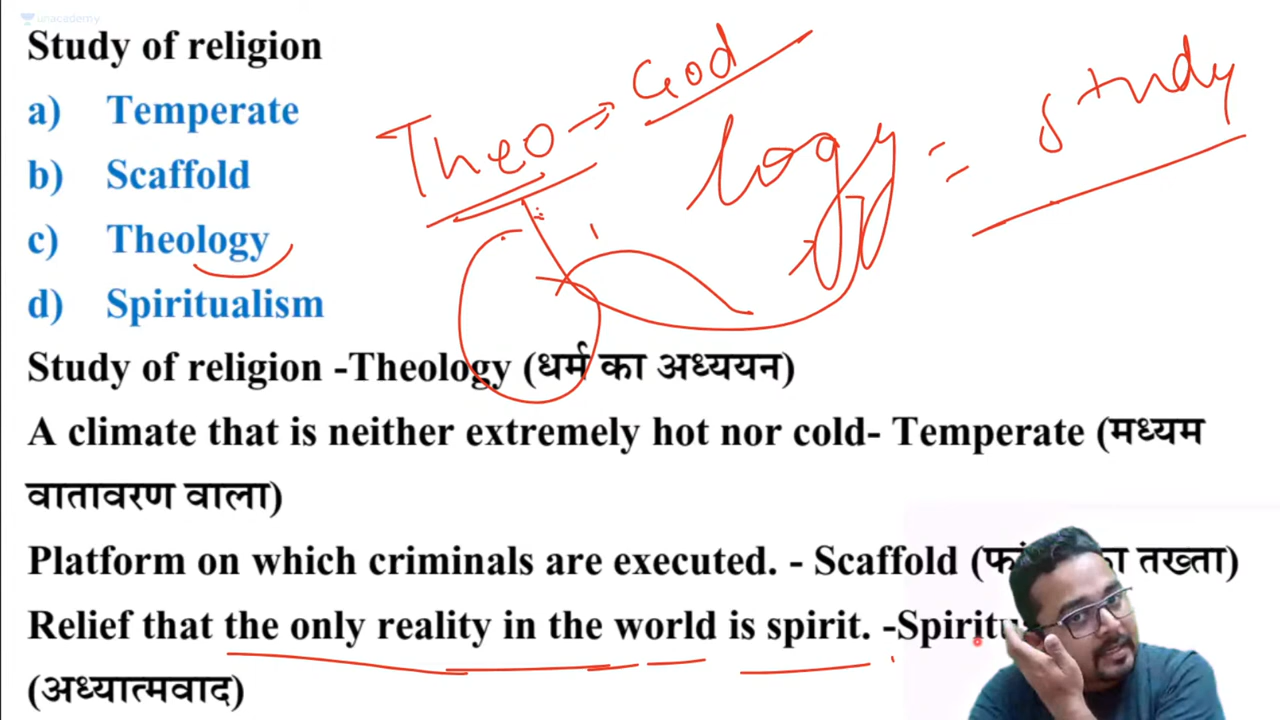 unacademy
Study of religion
a) Temperate
b) Scaffold
c) Theology
d) Spiritualism
Theo → God
logy = study
Study of religion -Theology (धर्म का अध्ययन)
A climate that is neither extremely hot nor cold- Temperate (मध्यम
वातावरण वाला)
Platform on which criminals are executed. - Scaffold का तख्ता)
Relief that the only reality in the world is spirit. -
(अध्यात्मवाद)